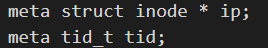 meta struct inode * ip;
meta tid_t tid;